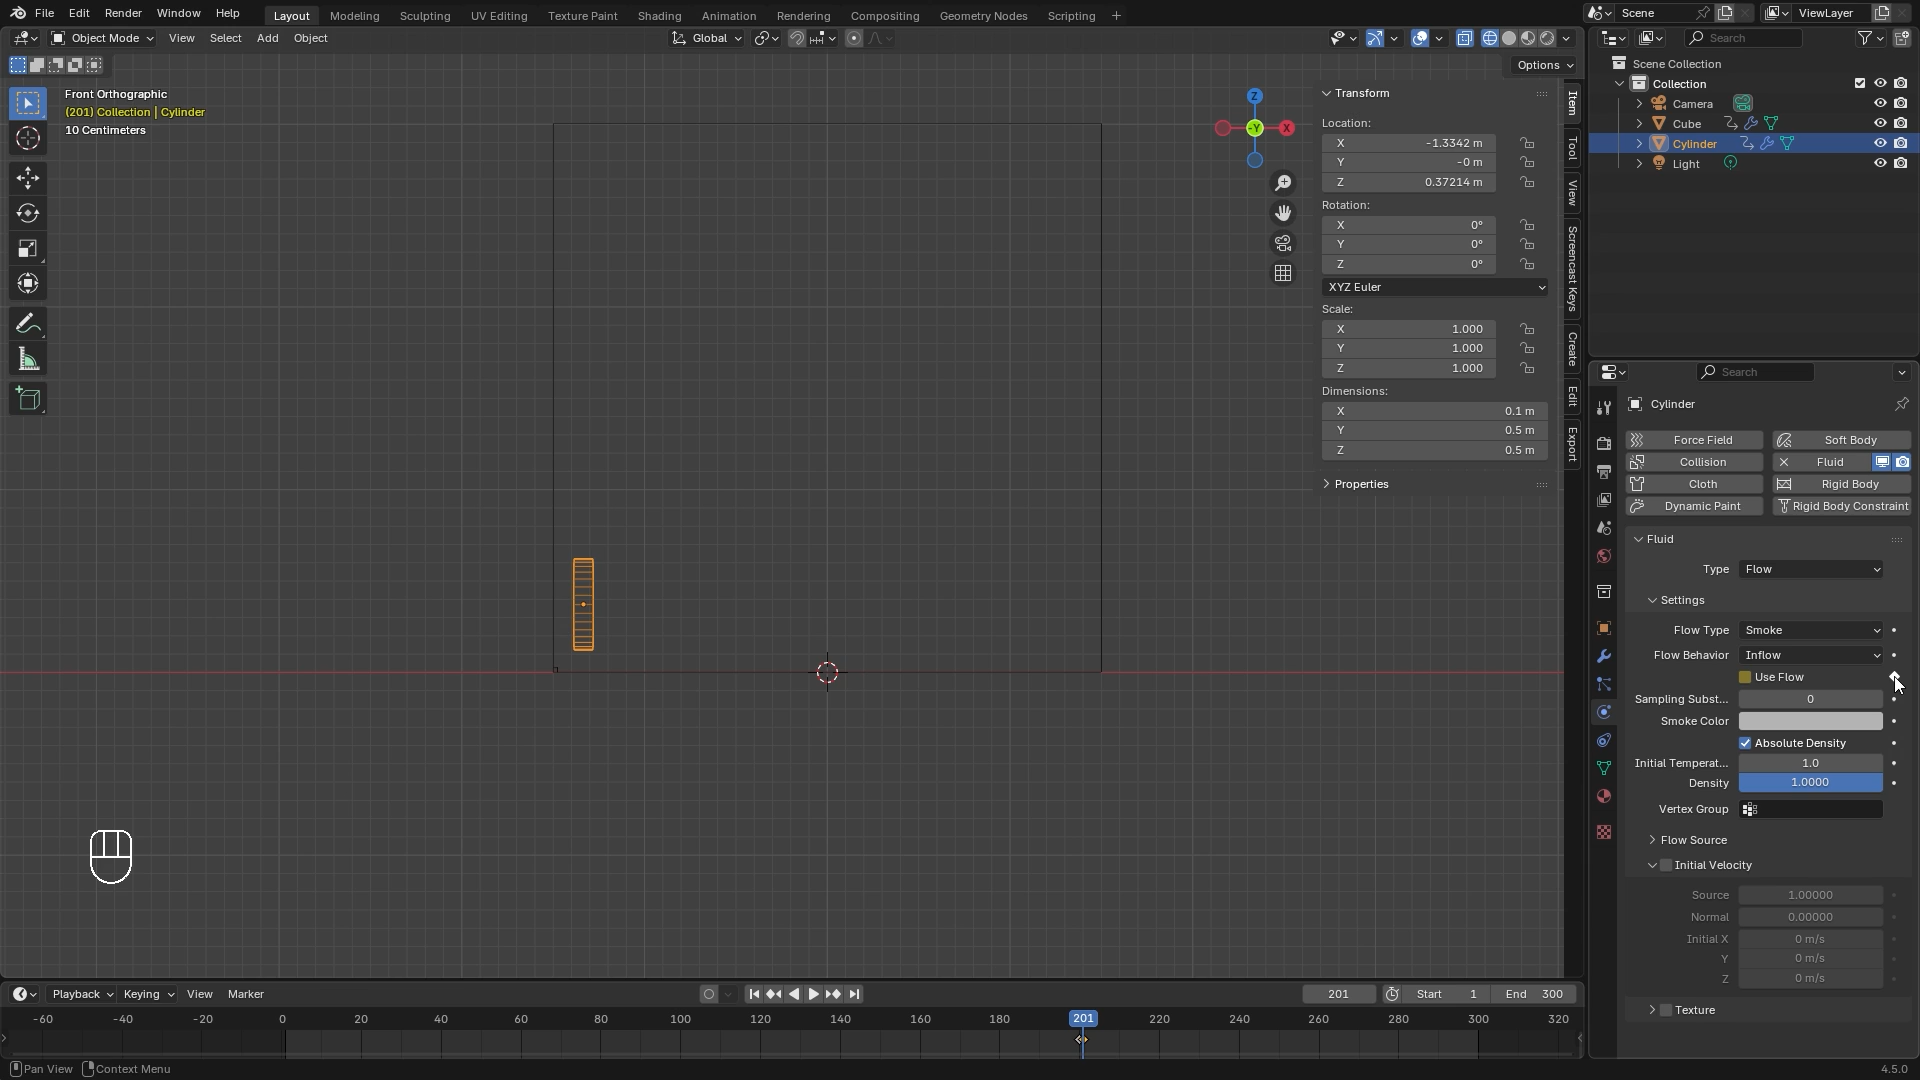 File Edit Render Window Help
Layout Modeling Sculpting UV Editing Texture Paint Shading Animation Rendering Compositing Geometry Nodes Scripting
Scene ViewLayer
Object Mode View Select Add Object
Global
Options
Search
Scene Collection
Collection
Camera
Cube
Cylinder
Light
Front Orthographic
(201) Collection | Cylinder
10 Centimeters
Z
-Y
X
Transform
Location:
X -1.3342 m
Y -0 m
Z 0.37214 m
Rotation:
X 0°
Y 0°
Z 0°
XYZ Euler
Scale:
X 1.000
Y 1.000
Z 1.000
Dimensions:
X 0.1 m
Y 0.5 m
Z 0.5 m
Properties
Item
Tool
View
Screencast Keys
Create
Edit
Export
Search
Cylinder
Force Field Soft Body
Collision Fluid
Cloth Rigid Body
Dynamic Paint Rigid Body Constraint
Fluid
Type Flow
Settings
Flow Type Smoke
Flow Behavior Inflow
Use Flow
Sampling Subst... 0
Smoke Color
Absolute Density
Initial Temperat... 1.0
Density 1.0000
Vertex Group
Flow Source
Initial Velocity
Source 1.00000
Normal 0.00000
Initial X 0 m/s
Y 0 m/s
Z 0 m/s
Texture
Playback Keying View Marker
201 Start 1 End 300
-60 -40 -20 0 20 40 60 80 100 120 140 160 180 201 220 240 260 280 300 320
Pan View Context Menu
4.5.0